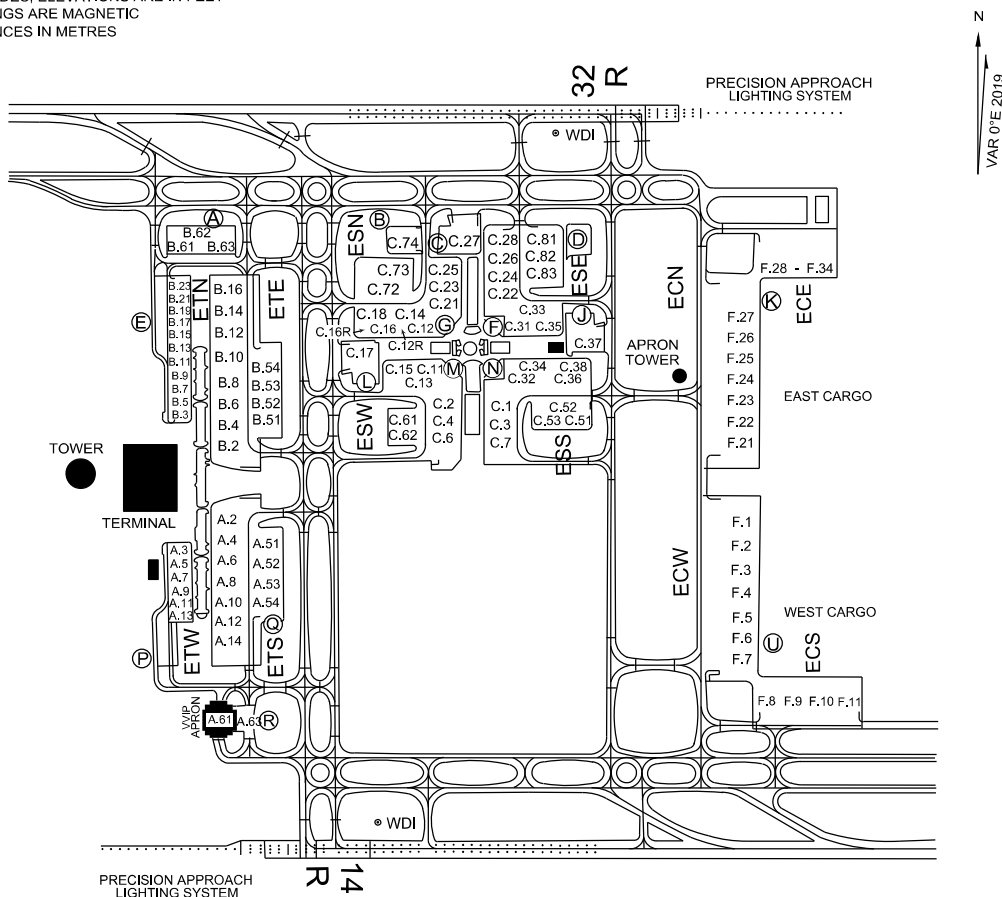 NGS ARE MAGNETIC
NCES IN METRES
N
VAR 0°E 2019
32
R
PRECISION APPROACH
LIGHTING SYSTEM
WDI
A
B.62
B.61 B.63
ESN
B
C.74
C
C.27
C.28
C.26
C.24
C.22
C.81
C.82
C.83
D
ESE
ECN
F.28 - F.34
K
ECE
B.23
B.21
B.19
B.17
B.15
B.13
B.11
B.9
B.7
B.5
B.3
E
ETN
B.16
B.14
B.12
B.10
B.8
B.6
B.4
B.2
ETE
B.54
B.53
B.52
B.51
C.73
C.72
C.25
C.23
C.21
C.18 C.14
C.16R C.16 C.12
C.12R
G
F
C.33
C.31 C.35
J
C.37
C.17
L
C.15 C.11
C.13
M
N
C.34 C.38
C.32 C.36
APRON
TOWER
F.27
F.26
F.25
F.24
F.23
F.22
F.21
EAST CARGO
ESW
C.61
C.62
C.2
C.4
C.6
C.1
C.3
C.7
C.52
C.53 C.51
ESS
TOWER
TERMINAL
A.3
A.5
A.7
A.9
A.11
A.13
A.2
A.4
A.6
A.8
A.10
A.12
A.14
A.51
A.52
A.53
A.54
Q
P
ETW
ETS
ECW
F.1
F.2
F.3
F.4
F.5
F.6
F.7
WEST CARGO
U
ECS
F.8 F.9 F.10 F.11
VVIP
APRON
A.61
A.63
R
WDI
14
R
PRECISION APPROACH
LIGHTING SYSTEM